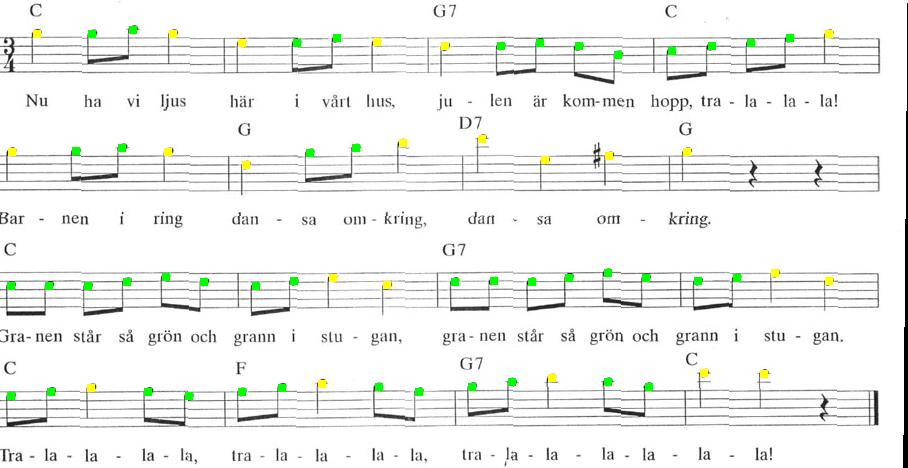 C G7 C
3
4
Nu ha vi ljus här i vårt hus, ju - len är kom-men hopp, tra - la - la - la!
G D7 G
Bar - nen i ring dan - sa om - kring, dan - sa om - kring.
C G7
Gra - nen står så grön och grann i stu - gan, gra - nen står så grön och grann i stu - gan.
C F G7 C
Tra - la - la - la - la, tra - la - la - la - la, tra - la - la - la - la - la - la!